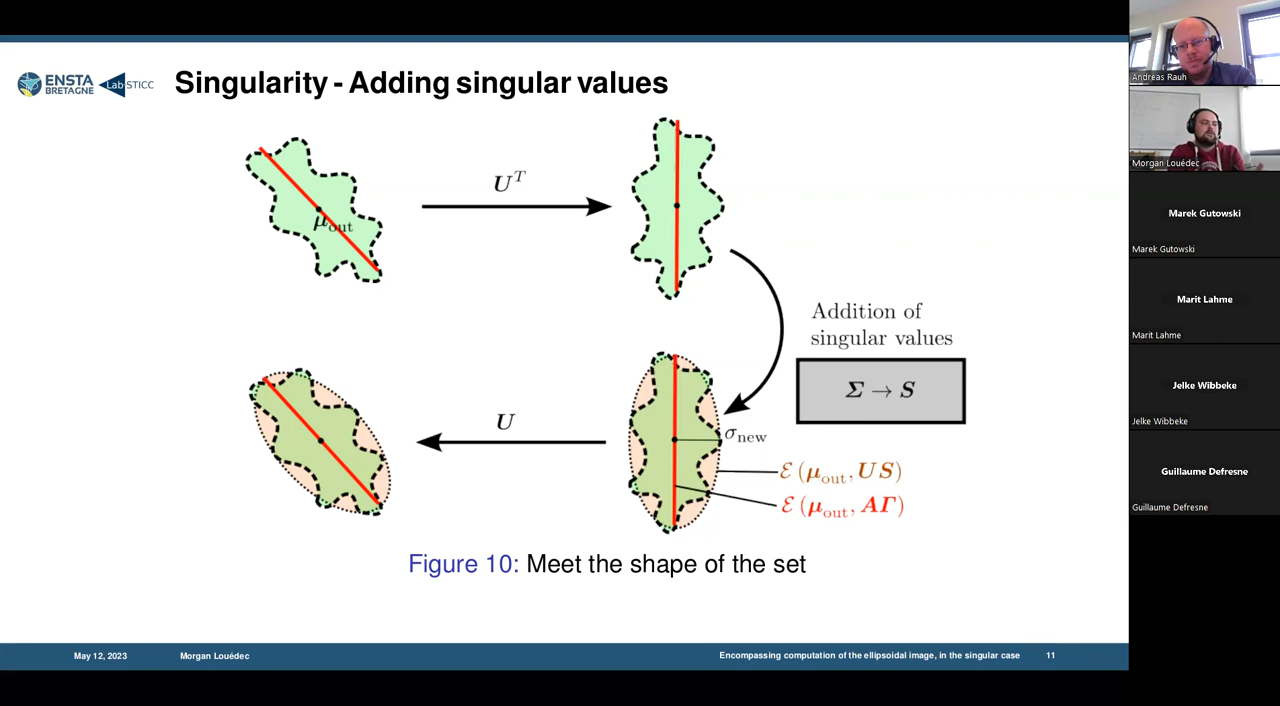 ENSTA
BRETAGNE
Lab-STICC
Singularity - Adding singular values
μ_out
U^T
Addition of
singular values
Σ → S
U
σ_new
ℰ (μ_out, US)
ℰ (μ_out, AΓ)
Figure 10: Meet the shape of the set
May 12, 2023
Morgan Louédec
Encompassing computation of the ellipsoidal image, in the singular case
11
Andreas Rauh
Morgan Louédec
Marek Gutowski
Marek Gutowski
Marit Lahme
Marit Lahme
Jelke Wibbeke
Jelke Wibbeke
Guillaume Defresne
Guillaume Defresne